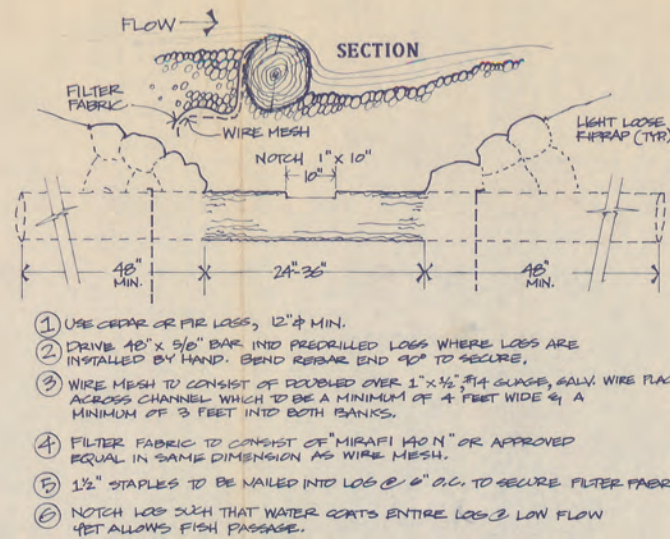 FLOW
SECTION
FILTER
FABRIC
WIRE MESH
LIGHT LOOSE
RIPRAP (TYP)
NOTCH 1" x 10"
10"
48"
MIN.
24"-36"
48"
MIN.
① USE CEDAR OR FIR LOGS, 12"φ MIN.
② DRIVE 48" x 5/8" BAR INTO PREDRILLED LOGS WHERE LOGS ARE
INSTALLED BY HAND. BEND REBAR END 90° TO SECURE.
③ WIRE MESH TO CONSIST OF DOUBLED OVER 1" x ½", #14 GUAGE, GALV. WIRE PLAC
ACROSS CHANNEL WHICH TO BE A MINIMUM OF 4 FEET WIDE & A
MINIMUM OF 3 FEET INTO BOTH BANKS.
④ FILTER FABRIC TO CONSIST OF "MIRAFI 140 N" OR APPROVED
EQUAL IN SAME DIMENSION AS WIRE MESH.
⑤ 1½" STAPLES TO BE NAILED INTO LOG @ 6" O.C. TO SECURE FILTER FABR
⑥ NOTCH LOG SUCH THAT WATER COATS ENTIRE LOG @ LOW FLOW
YET ALLOWS FISH PASSAGE.